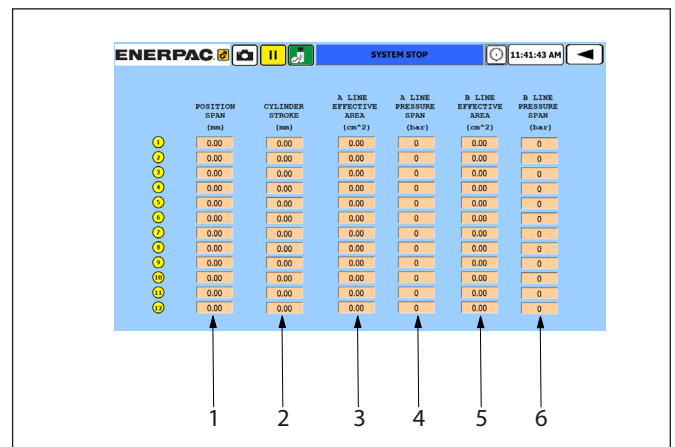 ENERPAC II SYSTEM STOP 11:41:43 AM
POSITION SPAN (mm) CYLINDER STROKE (mm) A LINE EFFECTIVE AREA (cm^2) A LINE PRESSURE SPAN (bar) B LINE EFFECTIVE AREA (cm^2) B LINE PRESSURE SPAN (bar)
1 0.00 0.00 0.00 0 0.00 0
2 0.00 0.00 0.00 0 0.00 0
3 0.00 0.00 0.00 0 0.00 0
4 0.00 0.00 0.00 0 0.00 0
5 0.00 0.00 0.00 0 0.00 0
6 0.00 0.00 0.00 0 0.00 0
7 0.00 0.00 0.00 0 0.00 0
8 0.00 0.00 0.00 0 0.00 0
9 0.00 0.00 0.00 0 0.00 0
10 0.00 0.00 0.00 0 0.00 0
11 0.00 0.00 0.00 0 0.00 0
12 0.00 0.00 0.00 0 0.00 0
1 2 3 4 5 6